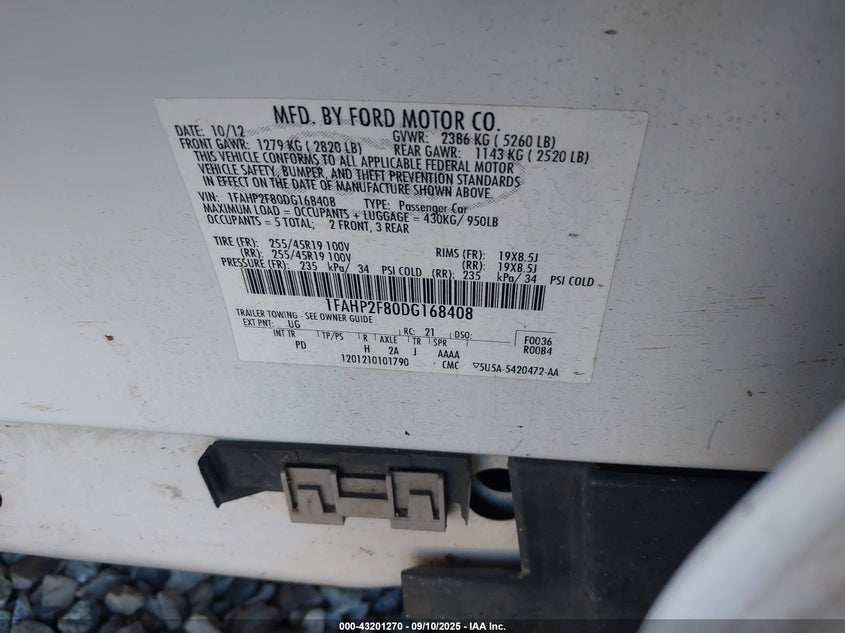 MFD. BY FORD MOTOR CO.
DATE: 10/12 GVWR: 2386 KG ( 5260 LB)
FRONT GAWR: 1279 KG ( 2820 LB) REAR GAWR: 1143 KG ( 2520 LB)
THIS VEHICLE CONFORMS TO ALL APPLICABLE FEDERAL MOTOR
VEHICLE SAFETY, BUMPER, AND THEFT PREVENTION STANDARDS
IN EFFECT ON THE DATE OF MANUFACTURE SHOWN ABOVE.
VIN: 1FAHP2F80DG168408 TYPE: Passenger Car
MAXIMUM LOAD = OCCUPANTS + LUGGAGE = 430KG/ 950LB
OCCUPANTS = 5 TOTAL; 2 FRONT, 3 REAR
TIRE (FR): 255/45R19 100V RIMS (FR): 19X8.5J
(RR): 255/45R19 100V (RR): 19X8.5J
PRESSURE (FR): 235 kPa/ 34 PSI COLD (RR): 235 kPa/ 34 PSI COLD
1FAHP2F80DG168408
TRAILER TOWING - SEE OWNER GUIDE
EXT PNT: UG RC: 21 DSO: F0036
INT TR TP/PS R AXLE TR SPR R0084
PD H 2A J AAAA
1201210101790 CMC ▽5U5A-5420472-AA
000-43201270 - 09/10/2025 - IAA Inc.